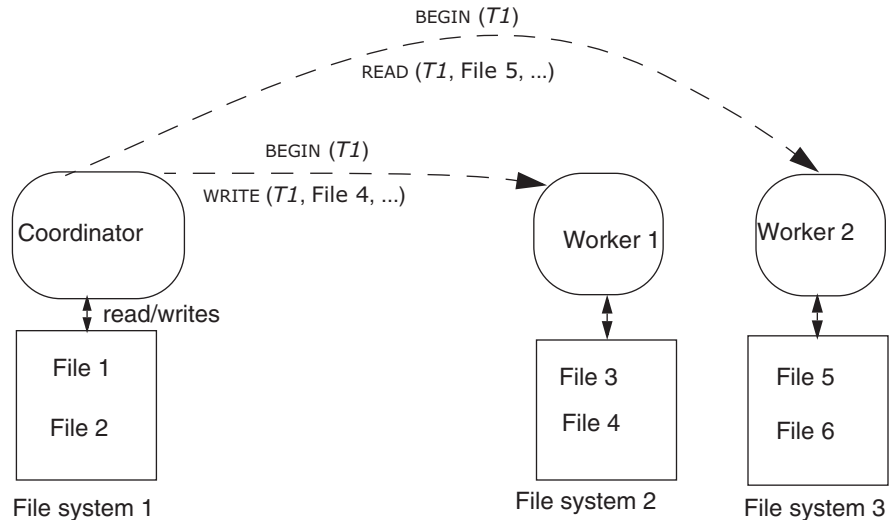 BEGIN (T1)
READ (T1, File 5, ...)
BEGIN (T1)
WRITE (T1, File 4, ...)
Coordinator
Worker 1
Worker 2
read/writes
File 1
File 2
File 3
File 4
File 5
File 6
File system 1
File system 2
File system 3